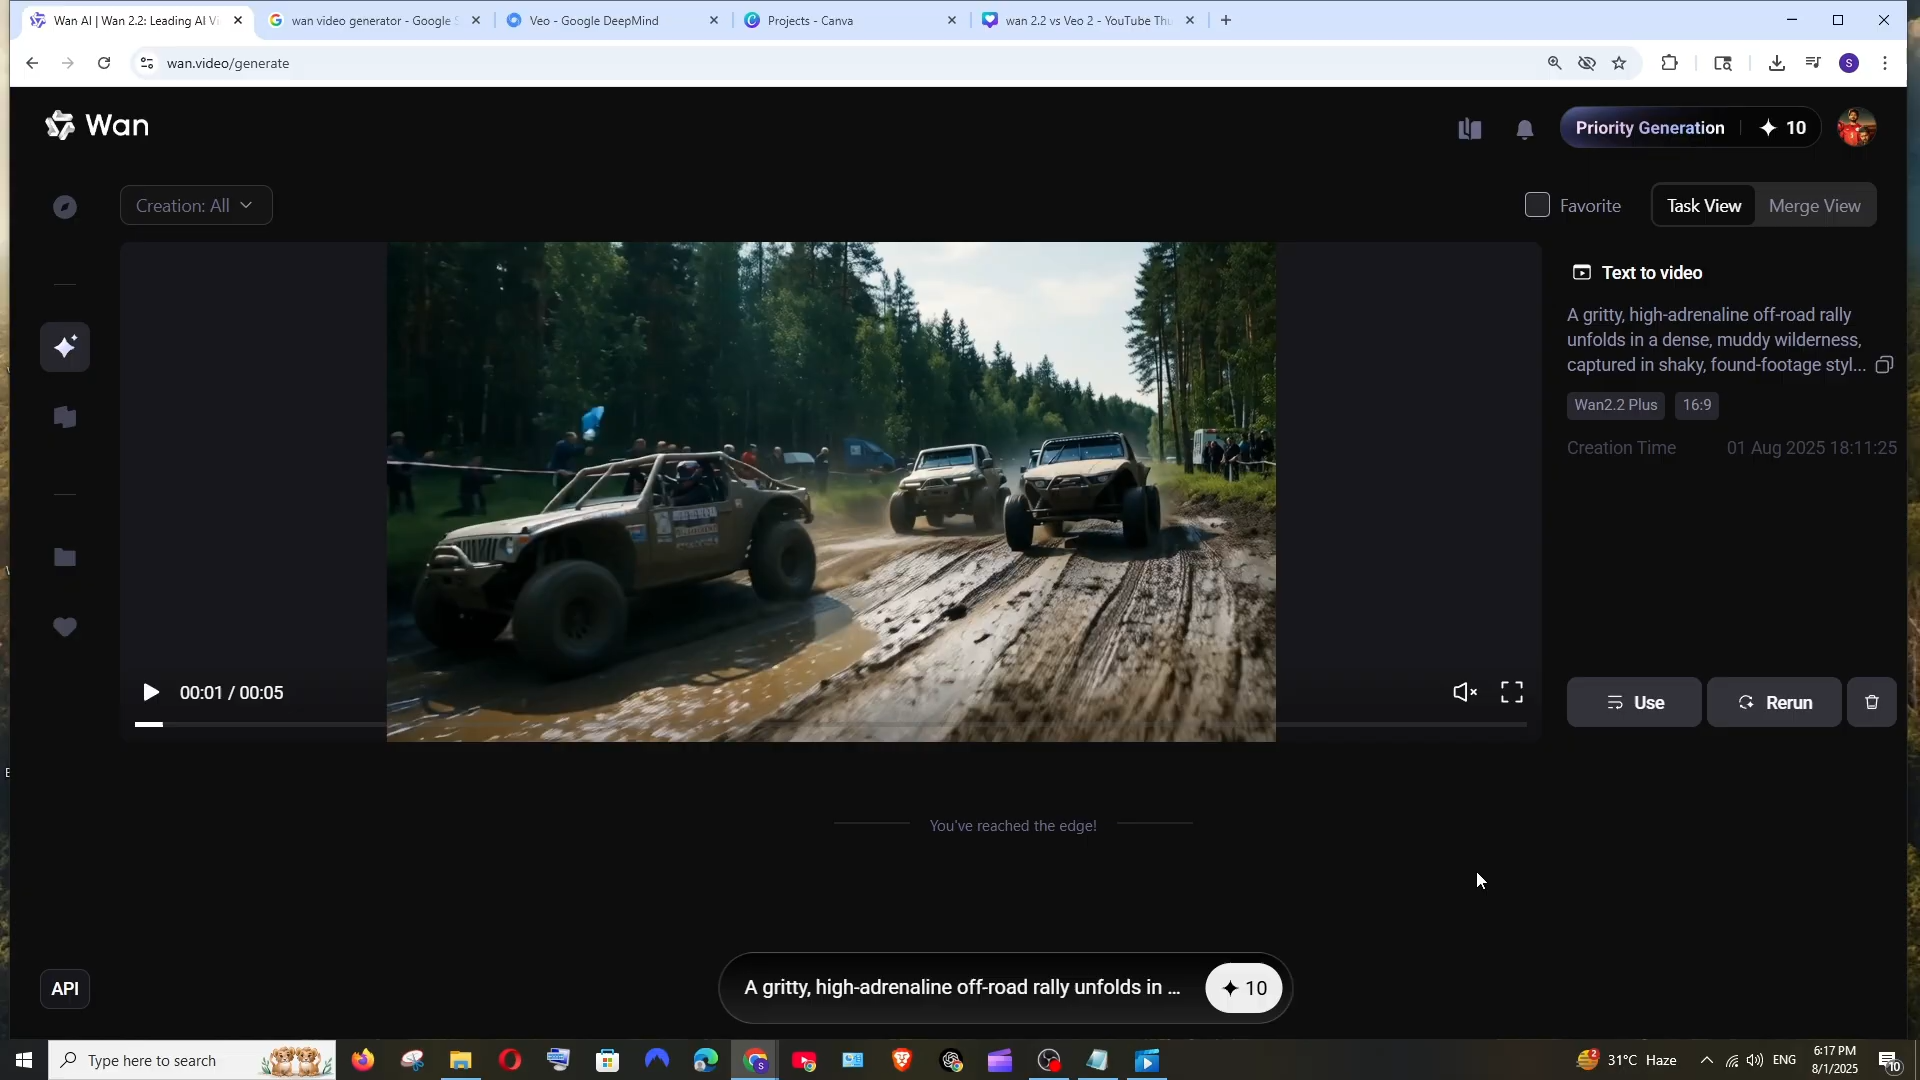 Wan AI | Wan 2.2: Leading AI Vi
wan video generator - Google S
Veo - Google DeepMind
Projects - Canva
wan 2.2 vs Veo 2 - YouTube Thu
wan.video/generate
S
Wan
Priority Generation
10
Creation: All
Favorite
Task View
Merge View
Text to video
A gritty, high-adrenaline off-road rally
unfolds in a dense, muddy wilderness,
captured in shaky, found-footage styl...
Wan2.2 Plus
16:9
Creation Time
01 Aug 2025 18:11:25
00:01 / 00:05
Use
Rerun
You've reached the edge!
API
A gritty, high-adrenaline off-road rally unfolds in ...
10
Type here to search
2
31°C Haze
ENG
6:17 PM
8/1/2025
10